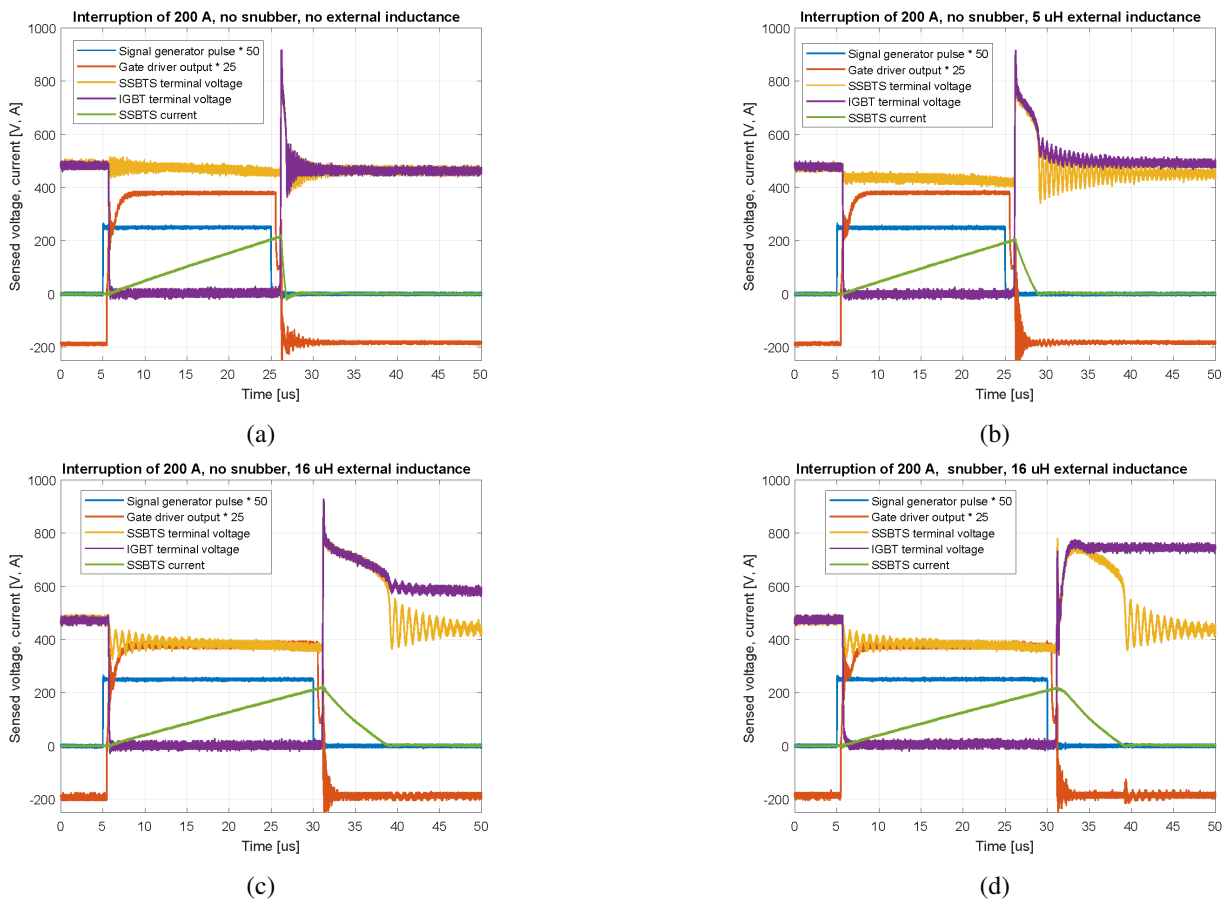 Interruption of 200 A, no snubber, no external inductance
1000
800
600
400
200
0
-200
Sensed voltage, current [V, A]
Signal generator pulse * 50
Gate driver output * 25
SSBTS terminal voltage
IGBT terminal voltage
SSBTS current
0 5 10 15 20 25 30 35 40 45 50
Time [us]
(a)
Interruption of 200 A, no snubber, 5 uH external inductance
1000
800
600
400
200
0
-200
Sensed voltage, current [V, A]
Signal generator pulse * 50
Gate driver output * 25
SSBTS terminal voltage
IGBT terminal voltage
SSBTS current
0 5 10 15 20 25 30 35 40 45 50
Time [us]
(b)
Interruption of 200 A, no snubber, 16 uH external inductance
1000
800
600
400
200
0
-200
Sensed voltage, current [V, A]
Signal generator pulse * 50
Gate driver output * 25
SSBTS terminal voltage
IGBT terminal voltage
SSBTS current
0 5 10 15 20 25 30 35 40 45 50
Time [us]
(c)
Interruption of 200 A, snubber, 16 uH external inductance
1000
800
600
400
200
0
-200
Sensed voltage, current [V, A]
Signal generator pulse * 50
Gate driver output * 25
SSBTS terminal voltage
IGBT terminal voltage
SSBTS current
0 5 10 15 20 25 30 35 40 45 50
Time [us]
(d)